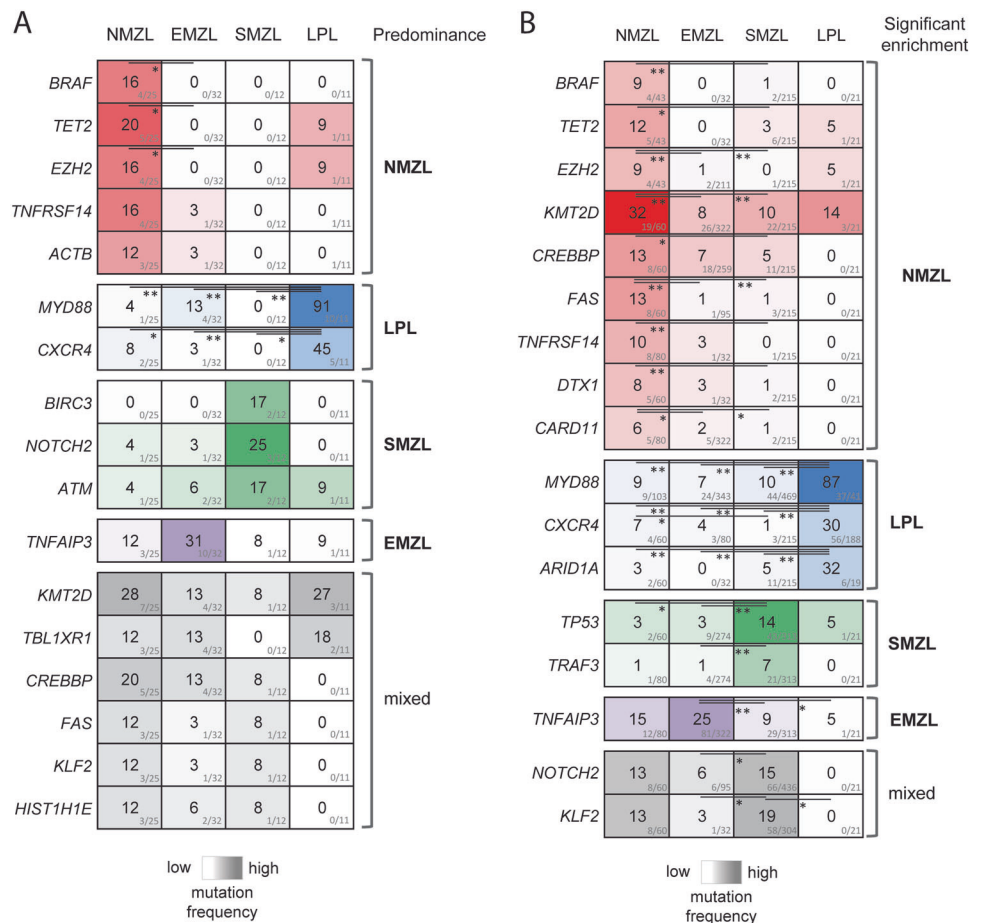 A
NMZL EMZL SMZL LPL Predominance
BRAF 16 * 0 0 0
4/25 0/32 0/12 0/11
TET2 20 * 0 0 9
0/32 0/12 1/11
EZH2 16 * 0 0 9
4/25 0/32 0/12 1/11
TNFRSF14 16 3 0 0
4/25 1/32 0/12 1/11
ACTB 12 3 0 0
3/25 1/32 0/12 1/11
NMZL
MYD88 4 ** 13 ** 0 ** 91
1/25 4/32 0/12
CXCR4 8 * 3 ** 0 * 45
2/25 1/32 0/12 5/11
LPL
BIRC3 0 0 17 0
0/25 0/32 2/12 0/11
NOTCH2 4 3 25 0
1/25 1/32 0/11
ATM 4 6 17 9
1/25 2/32 2/12 1/11
SMZL
TNFAIP3 12 31 8 9
3/25 10/32 1/12 1/11
EMZL
KMT2D 28 13 8 27
7/25 4/32 1/12 3/11
TBL1XR1 12 13 0 18
3/25 4/32 0/12 2/11
CREBBP 20 13 8 0
5/25 4/32 1/12 0/11
FAS 12 3 8 0
3/25 1/32 1/12 0/11
KLF2 12 3 8 0
3/25 1/32 1/12 0/11
HIST1H1E 12 6 8 0
3/25 2/32 1/12 0/11
mixed
low high
mutation
frequency
B
NMZL EMZL SMZL LPL Significant
enrichment
BRAF 9 ** 0 1 0
4/43 0/32 2/215 0/21
TET2 12 * 0 3 5
5/43 0/32 6/215 1/21
EZH2 9 ** 1 ** 0 5
4/43 2/211 1/215 1/21
KMT2D 32 ** 8 ** 10 14
19/60 26/322 22/215 3/21
CREBBP 13 * 7 5 0
8/60 18/259 11/215 0/21
FAS 13 ** 1 ** 1 0
8/60 1/95 3/215 0/21
TNFRSF14 10 ** 3 0 0
8/80 1/32 1/215 0/21
DTX1 8 ** 3 1 0
5/60 1/32 2/215 0/21
CARD11 6 * 2 * 1 0
5/80 5/322 2/215 0/21
NMZL
MYD88 9 ** 7 ** 10 ** 87
9/103 24/343 44/469
CXCR4 7 ** * 4 ** 1 ** 30
4/60 3/80 3/215 56/188
ARID1A 3 ** 0 ** 5 ** 32
2/60 0/32 11/215 6/19
LPL
TP53 3 * 3 ** 14 5
2/60 9/274 1/21
TRAF3 1 1 ** 7 0
1/80 4/274 21/313 0/21
SMZL
TNFAIP3 15 25 ** 9 * 5
12/80 81/322 29/313 1/21
EMZL
NOTCH2 13 6 * 15 0
8/60 6/95 66/436 0/21
KLF2 13 3 * 19 * 0
8/60 1/32 58/304 0/21
mixed
low high
mutation
frequency